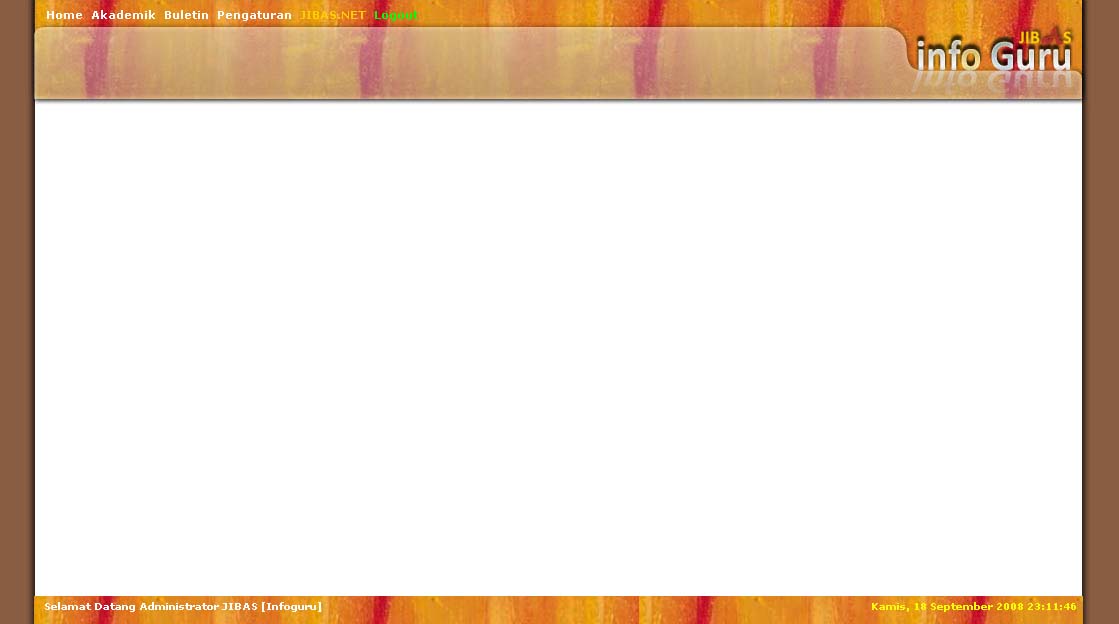 Home Akademik Buletin Pengaturan JIBAS.NET Logout
JIBAS
info Guru
Selamat Datang Administrator JIBAS [Infoguru]
Kamis, 18 September 2008 23:11:46